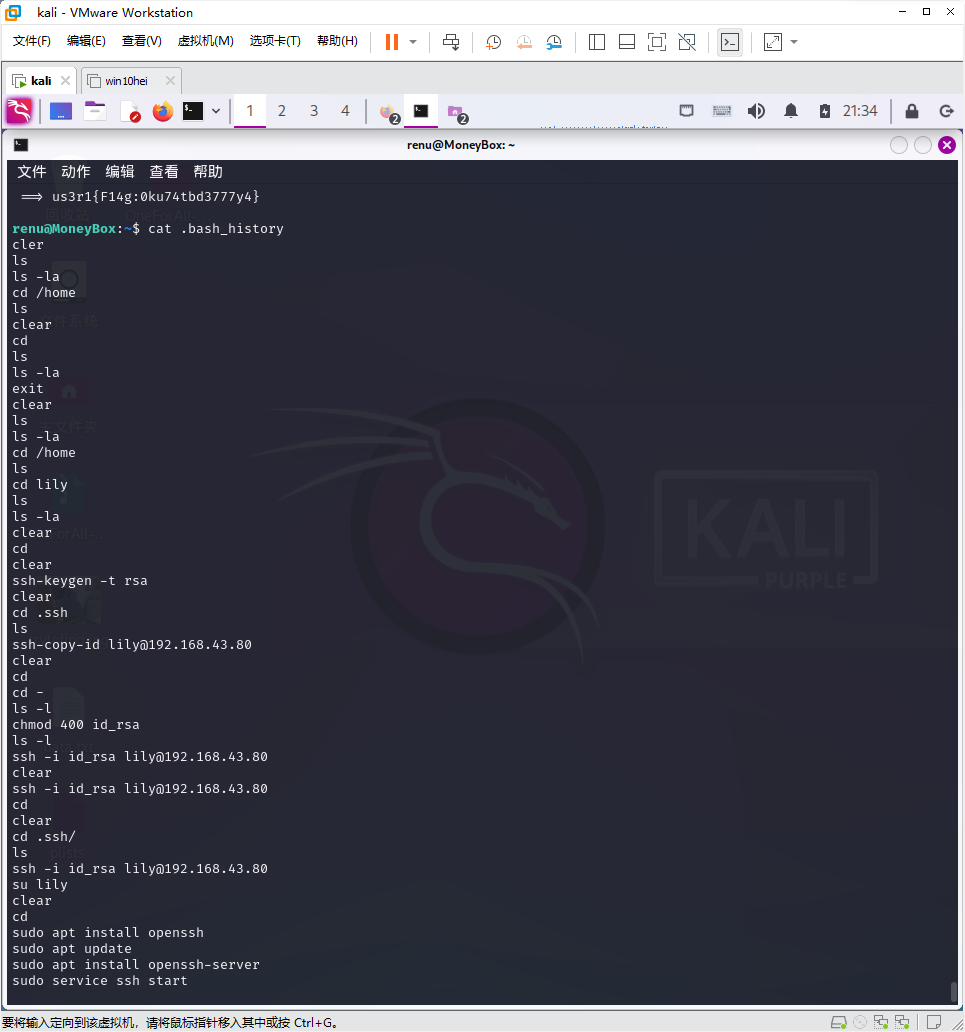 kali - VMware Workstation
文件(F) 编辑(E) 查看(V) 虚拟机(M) 选项卡(T) 帮助(H)
kali win10hei
1 2 3 4 2 2 21:34
renu@MoneyBox: ~
文件 动作 编辑 查看 帮助
==> us3r1{F14g:0ku74tbd3777y4}
renu@MoneyBox:~$ cat .bash_history
cler
ls
ls -la
cd /home
ls
clear
cd
ls
ls -la
exit
clear
ls
ls -la
cd /home
ls
cd lily
ls
ls -la
clear
cd
clear
ssh-keygen -t rsa
clear
cd .ssh
ls
ssh-copy-id lily@192.168.43.80
clear
cd
cd -
ls -l
chmod 400 id_rsa
ls -l
ssh -i id_rsa lily@192.168.43.80
clear
ssh -i id_rsa lily@192.168.43.80
cd
clear
cd .ssh/
ls
ssh -i id_rsa lily@192.168.43.80
su lily
clear
cd
sudo apt install openssh
sudo apt update
sudo apt install openssh-server
sudo service ssh start
KALI
PURPLE
要将输入定向到该虚拟机，请将鼠标指针移入其中或按 Ctrl+G。